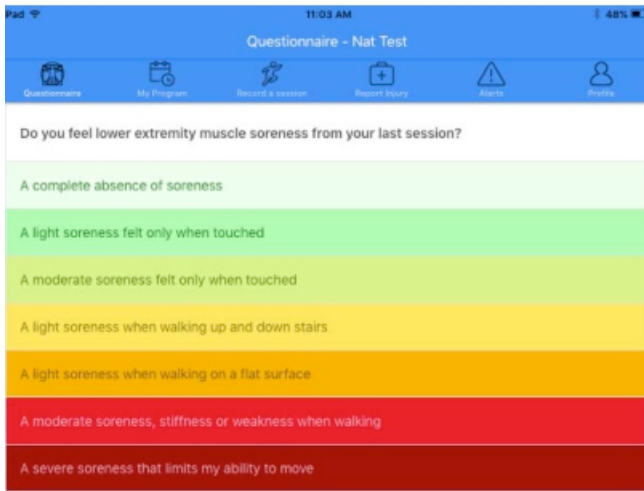 Pad
11:03 AM
48%
Questionnaire - Nat Test
Questionnaire
My Program
Record a session
Report Injury
Alerts
Profile
Do you feel lower extremity muscle soreness from your last session?
A complete absence of soreness
A light soreness felt only when touched
A moderate soreness felt only when touched
A light soreness when walking up and down stairs
A light soreness when walking on a flat surface
A moderate soreness, stiffness or weakness when walking
A severe soreness that limits my ability to move